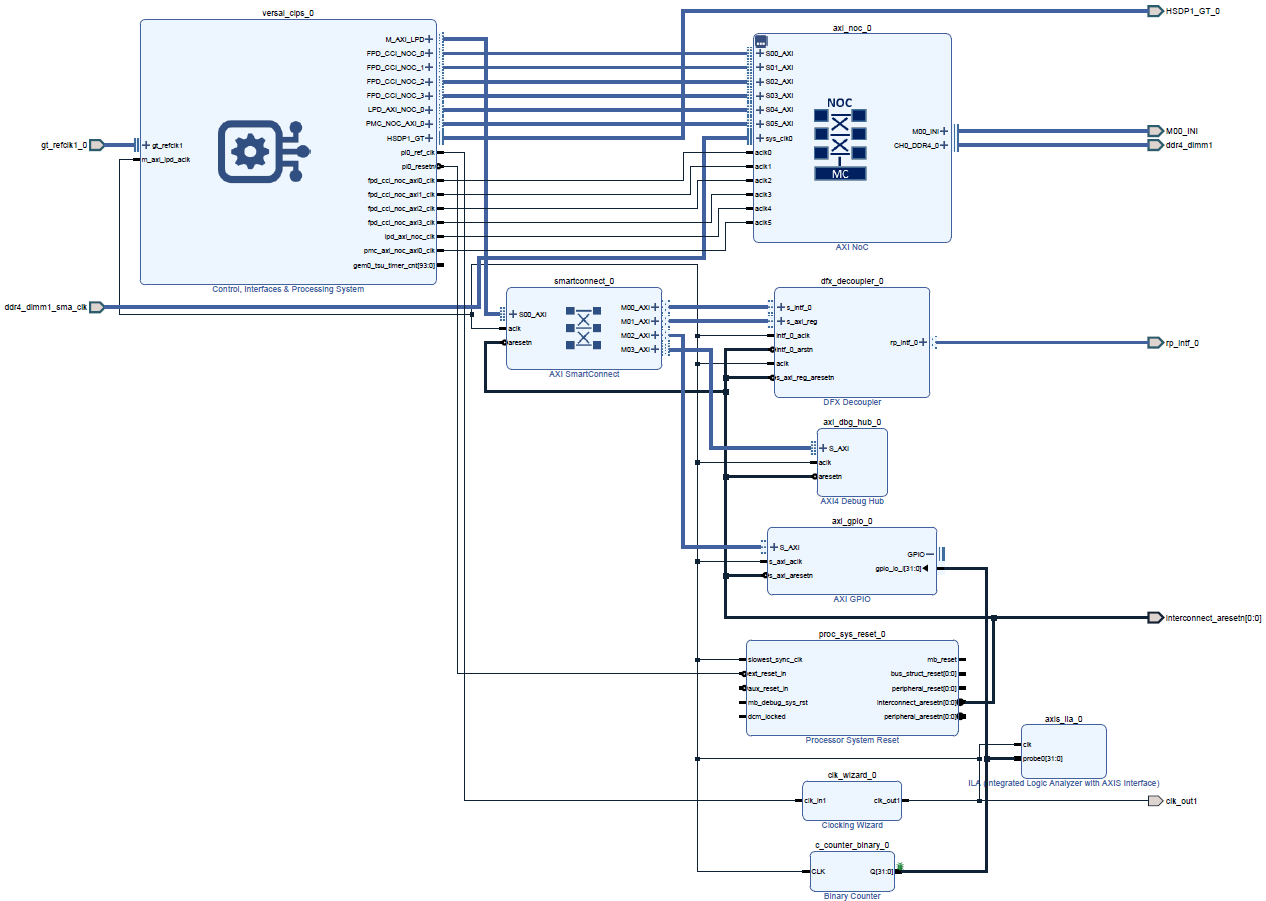 HSDP1_GT_0
versal_cips_0
M_AXI_LPD
FPD_CCI_NOC_0
FPD_CCI_NOC_1
FPD_CCI_NOC_2
FPD_CCI_NOC_3
LPD_AXI_NOC_0
PMC_NOC_AXI_0
HSDP1_GT
pl0_ref_clk
pl0_resetn
fpd_cci_noc_axi0_clk
fpd_cci_noc_axi1_clk
fpd_cci_noc_axi2_clk
fpd_cci_noc_axi3_clk
lpd_axi_noc_clk
pmc_axi_noc_axi0_clk
gem0_tsu_timer_cnt[93:0]
gt_refclk1_0
gt_refclk1
m_axi_lpd_aclk
Control, Interfaces & Processing System
axi_noc_0
S00_AXI
S01_AXI
S02_AXI
S03_AXI
S04_AXI
S05_AXI
sys_clk0
aclk0
aclk1
aclk2
aclk3
aclk4
aclk5
NOC
MC
M00_INI
CH0_DDR4_0
AXI NoC
M00_INI
ddr4_dimm1
ddr4_dimm1_sma_clk
smartconnect_0
S00_AXI
aclk
aresetn
M00_AXI
M01_AXI
M02_AXI
M03_AXI
AXI SmartConnect
dfx_decoupler_0
s_intf_0
s_axi_reg
intf_0_aclk
intf_0_arstn
aclk
s_axi_reg_aresetn
rp_intf_0
DFX Decoupler
rp_intf_0
axi_dbg_hub_0
S_AXI
aclk
aresetn
AXI4 Debug Hub
axi_gpio_0
S_AXI
s_axi_aclk
s_axi_aresetn
GPIO
gpio_io_i[31:0]
AXI GPIO
interconnect_aresetn[0:0]
proc_sys_reset_0
slowest_sync_clk
ext_reset_in
aux_reset_in
mb_debug_sys_rst
dcm_locked
mb_reset
bus_struct_reset[0:0]
peripheral_reset[0:0]
interconnect_aresetn[0:0]
peripheral_aresetn[0:0]
Processor System Reset
axis_ila_0
clk
probe0[31:0]
ILA (Integrated Logic Analyzer with AXIS Interface)
clk_wizard_0
clk_in1
clk_out1
Clocking Wizard
clk_out1
c_counter_binary_0
CLK
Q[31:0]
Binary Counter